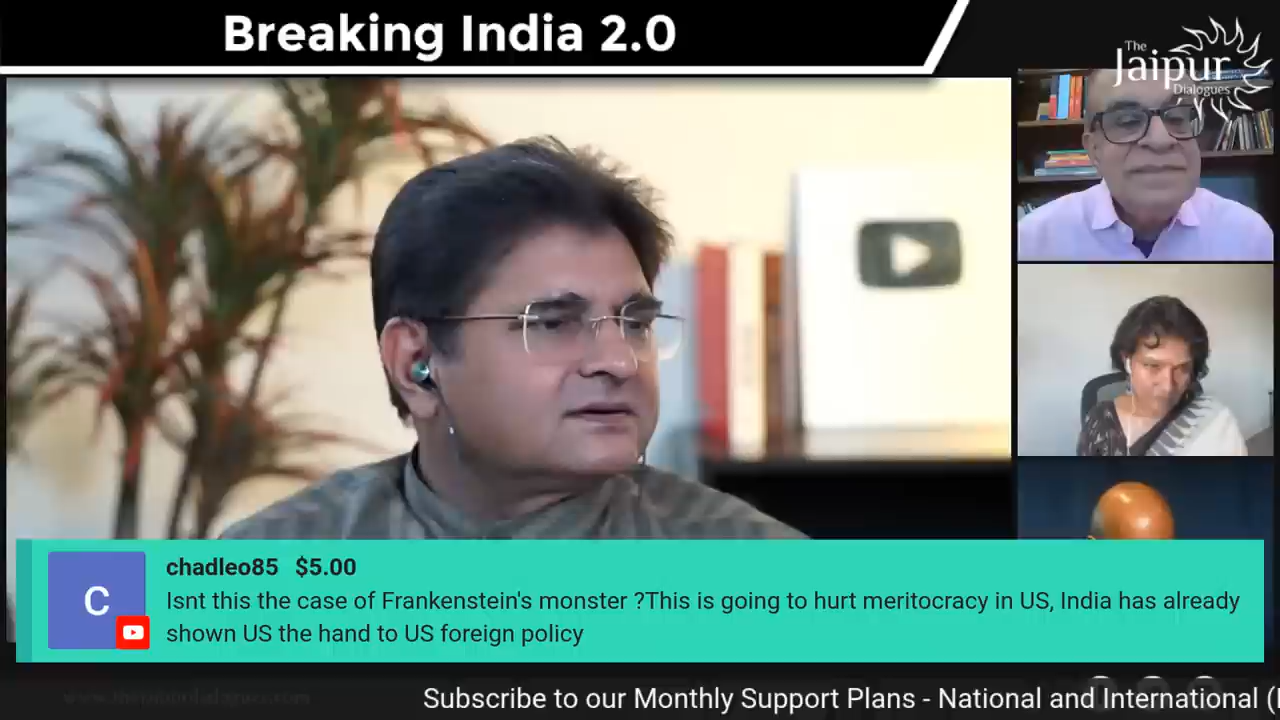 Breaking India 2.0
The
Jaipur
Dialogues
C
chadleo85 $5.00
Isnt this the case of Frankenstein's monster ?This is going to hurt meritocracy in US, India has already
shown US the hand to US foreign policy
Subscribe to our Monthly Support Plans - National and International (